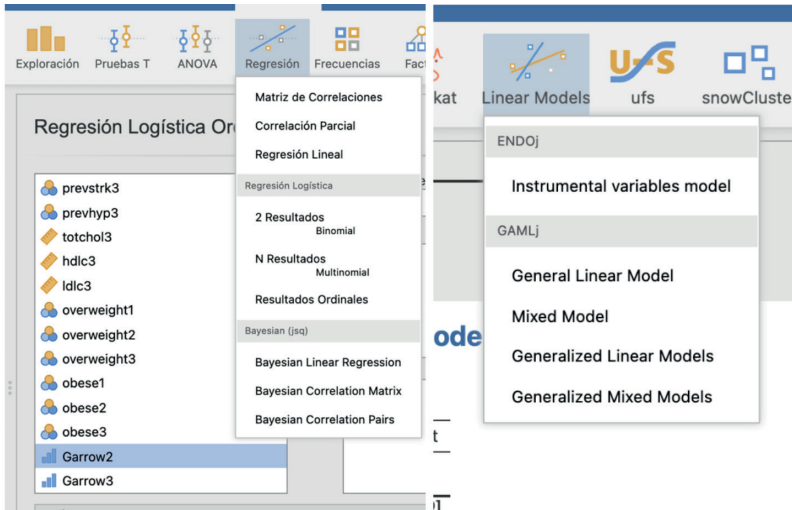 Exploración
Pruebas T
ANOVA
Regresión
Frecuencias
Fact
Regresión Logística Or
prevstrk3
prevhyp3
totchol3
hdlc3
ldlc3
overweight1
overweight2
overweight3
obese1
obese2
obese3
Garrow2
Garrow3
Matriz de Correlaciones
Correlación Parcial
Regresión Lineal
Regresión Logística
2 Resultados
Binomial
N Resultados
Multinomial
Resultados Ordinales
Bayesian (jsq)
Bayesian Linear Regression
Bayesian Correlation Matrix
Bayesian Correlation Pairs
kat
Linear Models
UFS
ufs
snowCluste
ENDOj
Instrumental variables model
GAMLj
General Linear Model
Mixed Model
Generalized Linear Models
Generalized Mixed Models
ode
t